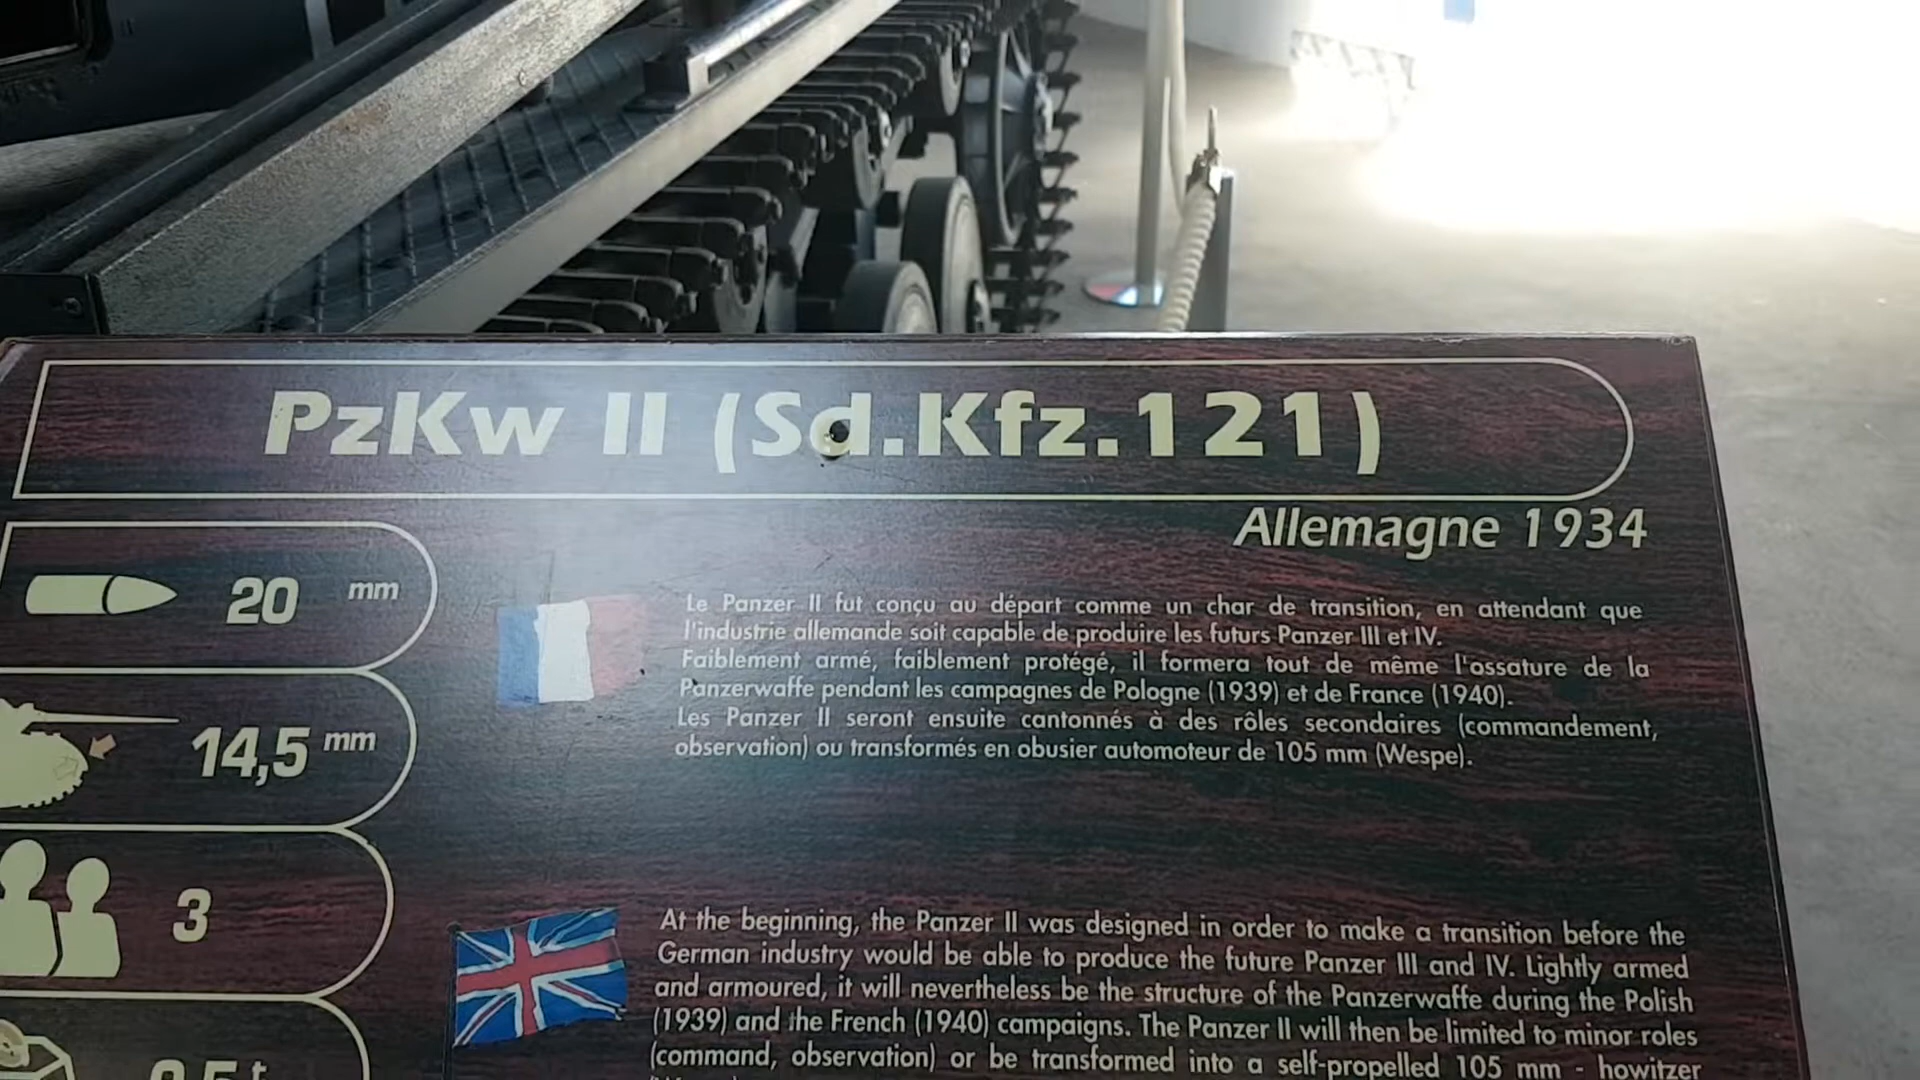 PzKw II (Sd.Kfz.121)
Allemagne 1934
20 mm
14,5 mm
3
Le Panzer II fut conçu au départ comme un char de transition, en attendant que
l'industrie allemande soit capable de produire les futurs Panzer III et IV.
Faiblement armé, faiblement protégé, il formera tout de même l'ossature de la
Panzerwaffe pendant les campagnes de Pologne (1939) et de France (1940).
Les Panzer II seront ensuite cantonnés à des rôles secondaires (commandement,
observation) ou transformés en obusier automoteur de 105 mm (Wespe).
At the beginning, the Panzer II was designed in order to make a transition before the
German industry would be able to produce the future Panzer III and IV. Lightly armed
and armoured, it will nevertheless be the structure of the Panzerwaffe during the Polish
(1939) and the French (1940) campaigns. The Panzer II will then be limited to minor roles
(command, observation) or be transformed into a self-propelled 105 mm - howitzer